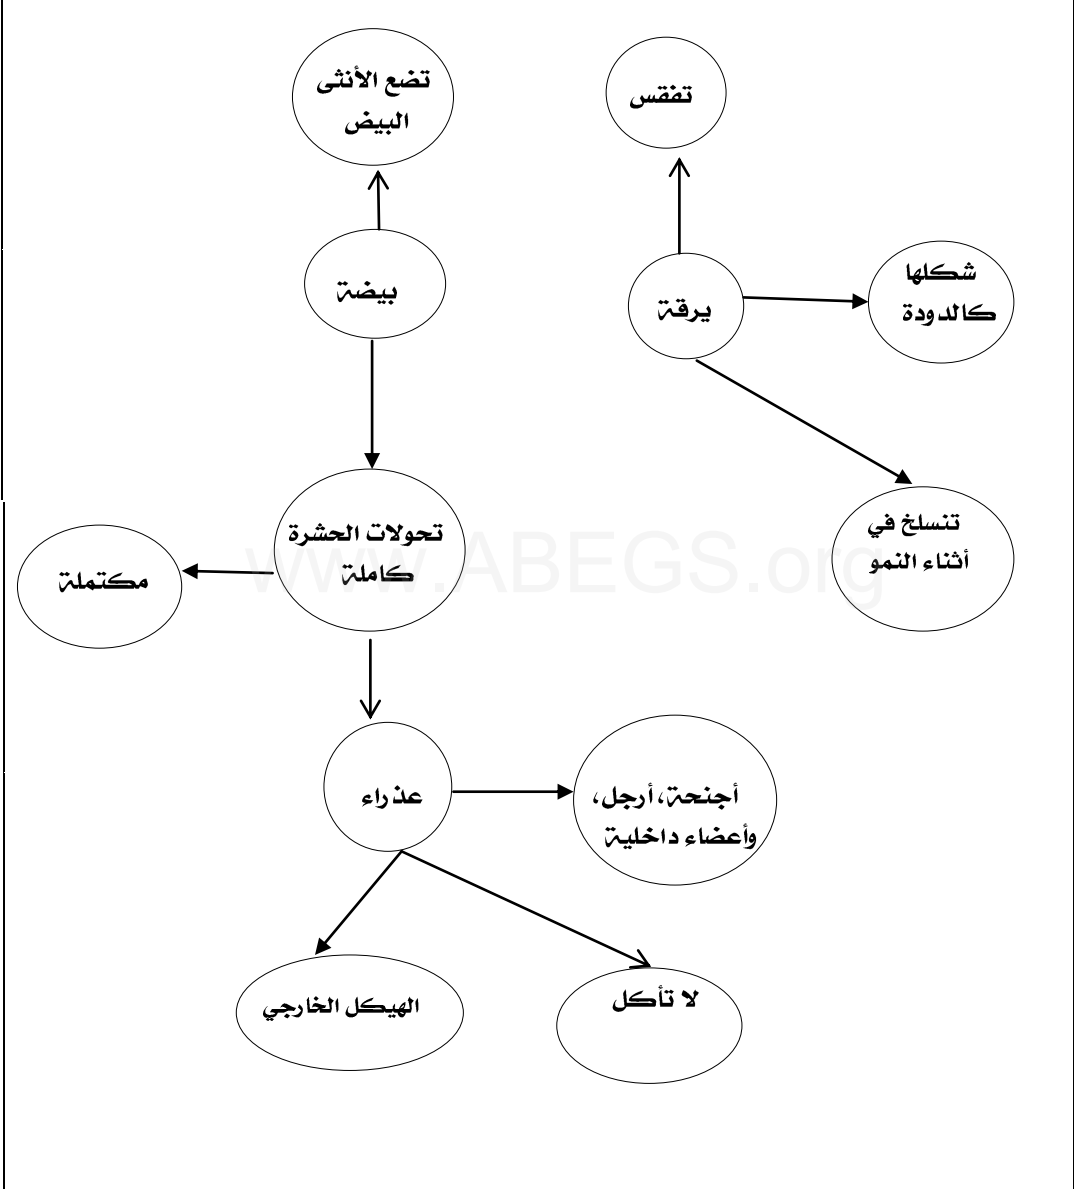 تفقس
تضع الأنثى
البيض
شكلها
كالدودة
يرقة
بيضة
تنسلخ في
أثناء النمو
تحولات الحشرة
كاملة
مكتملة
www.ABEGS.org
أجنحة، أرجل،
وأعضاء داخلية
عذراء
لا تأكل
الهيكل الخارجي